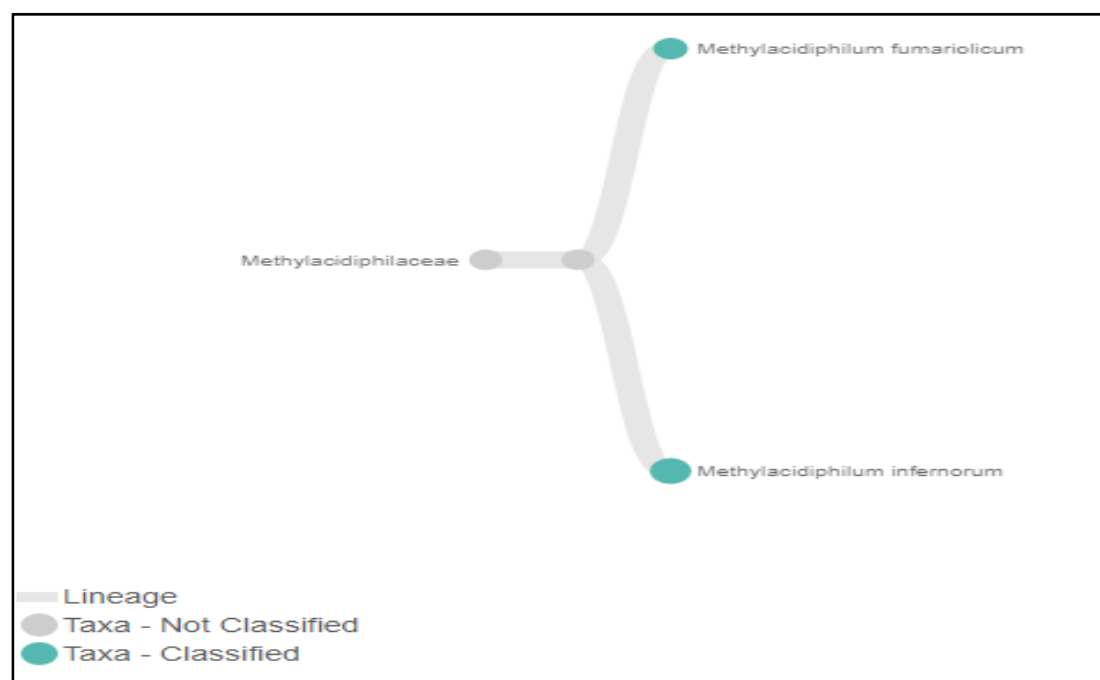 Methylacidiphilum fumariolicum
Methylacidiphilaceae
Methylacidiphilum infernorum
Lineage
Taxa - Not Classified
Taxa - Classified